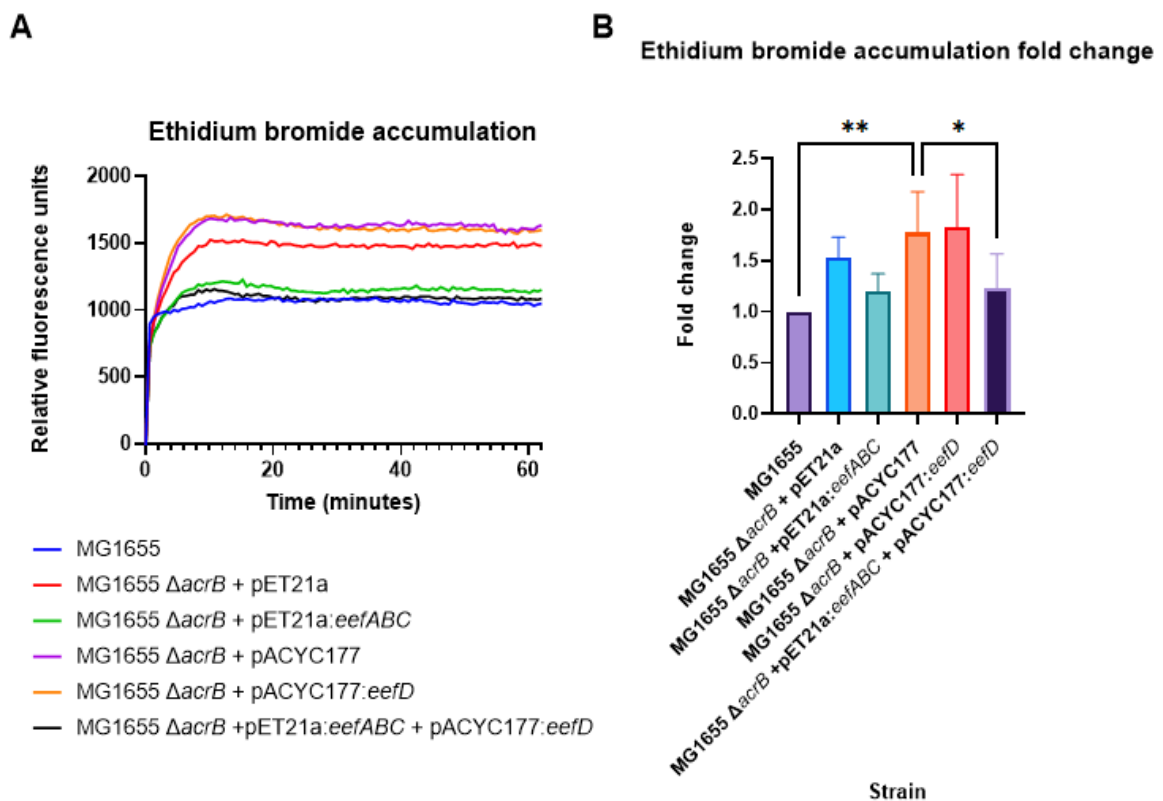 A
Ethidium bromide accumulation
Relative fluorescence units
2000
1500
1000
500
0
0 20 40 60
Time (minutes)
MG1655
MG1655 ΔacrB + pET21a
MG1655 ΔacrB + pET21a:eefABC
MG1655 ΔacrB + pACYC177
MG1655 ΔacrB + pACYC177:eefD
MG1655 ΔacrB +pET21a:eefABC + pACYC177:eefD
B
Ethidium bromide accumulation fold change
** *
Fold change
2.5
2.0
1.5
1.0
0.5
0.0
MG1655
MG1655 ΔacrB + pET21a
MG1655 ΔacrB +pET21a:eefABC
MG1655 ΔacrB + pACYC177
MG1655 ΔacrB + pACYC177:eefD
MG1655 ΔacrB +pET21a:eefABC + pACYC177:eefD
Strain